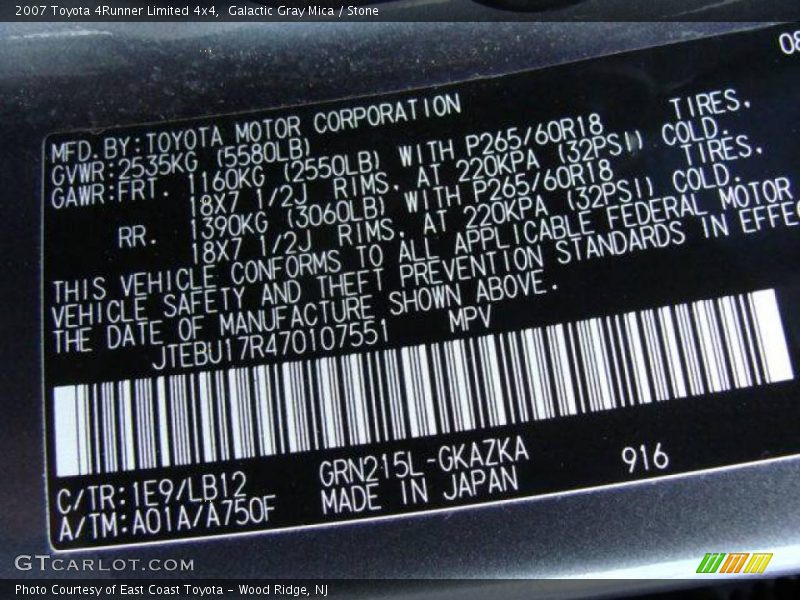 2007 Toyota 4Runner Limited 4x4, Galactic Gray Mica / Stone
08
MFD.BY:TOYOTA MOTOR CORPORATION
GVWR:2535KG (5580LB)
GAWR:FRT. 1160KG (2550LB) WITH P265/60R18 TIRES,
18X7 1/2J RIMS, AT 220KPA (32PSI) COLD.
RR. 1390KG (3060LB) WITH P265/60R18 TIRES,
18X7 1/2J RIMS, AT 220KPA (32PSI) COLD.
THIS VEHICLE CONFORMS TO ALL APPLICABLE FEDERAL MOTOR
VEHICLE SAFETY AND THEFT PREVENTION STANDARDS IN EFFEC
THE DATE OF MANUFACTURE SHOWN ABOVE.
JTEBU17R470107551 MPV
C/TR:1E9/LB12 GRN215L-GKAZKA 916
A/TM:A01A/A750F MADE IN JAPAN
GTCARLOT.COM
Photo Courtesy of East Coast Toyota – Wood Ridge, NJ